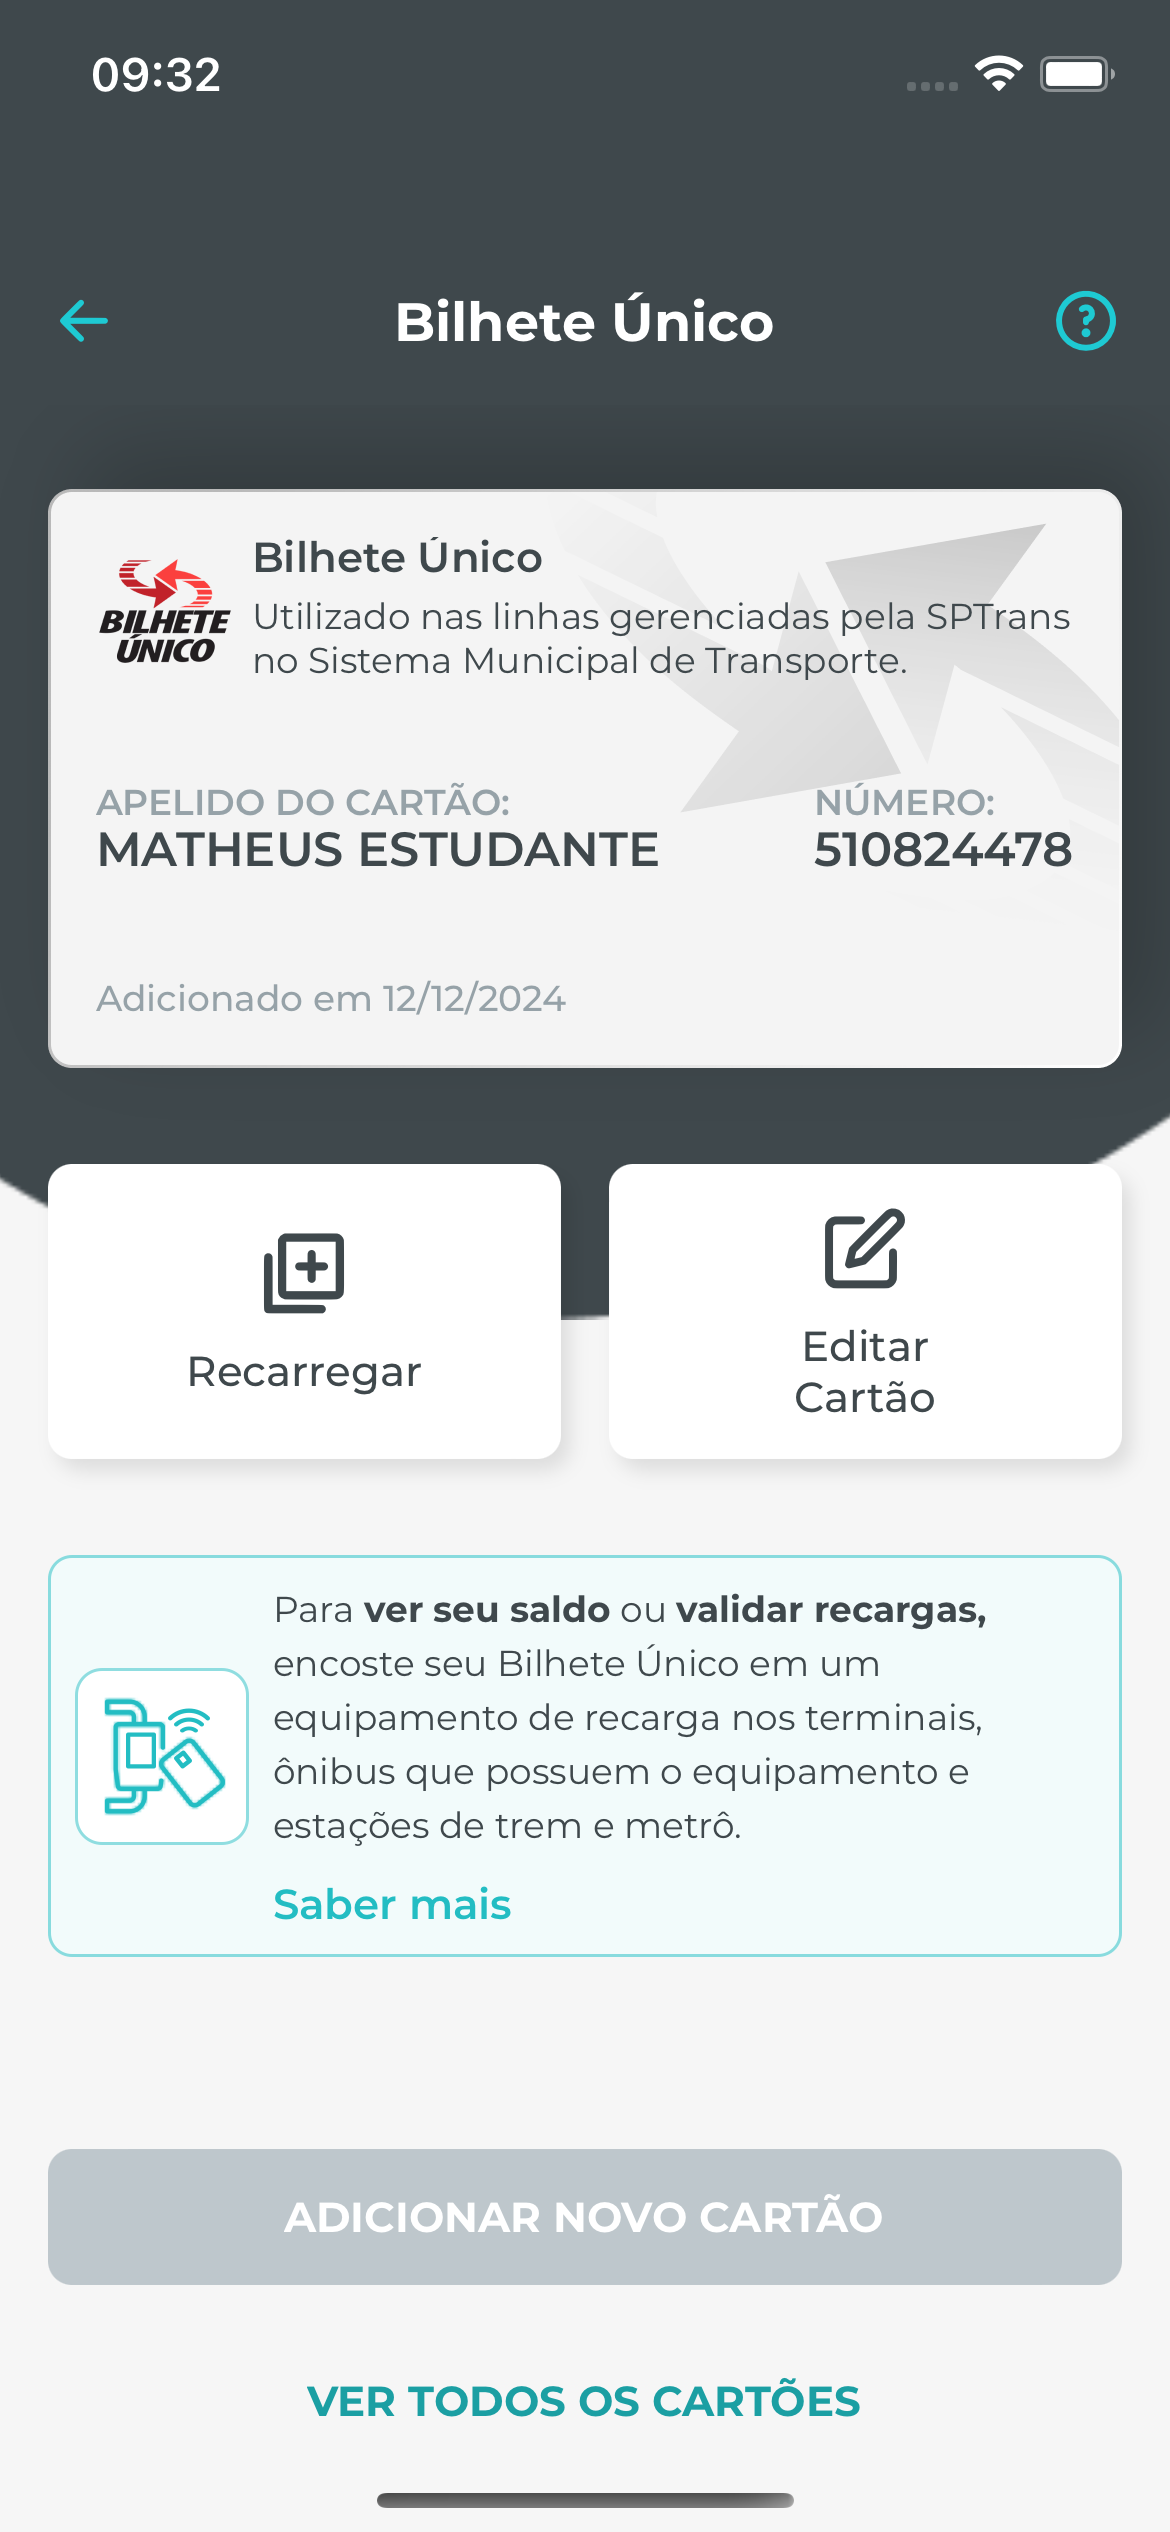 09:32
Bilhete Único
Bilhete Único
BILHETE
ÚNICO
Utilizado nas linhas gerenciadas pela SPTrans
no Sistema Municipal de Transporte.
APELIDO DO CARTÃO:
MATHEUS ESTUDANTE
NÚMERO:
510824478
Adicionado em 12/12/2024
Recarregar
Editar
Cartão
Para ver seu saldo ou validar recargas,
encoste seu Bilhete Único em um
equipamento de recarga nos terminais,
ônibus que possuem o equipamento e
estações de trem e metrô.
Saber mais
ADICIONAR NOVO CARTÃO
VER TODOS OS CARTÕES